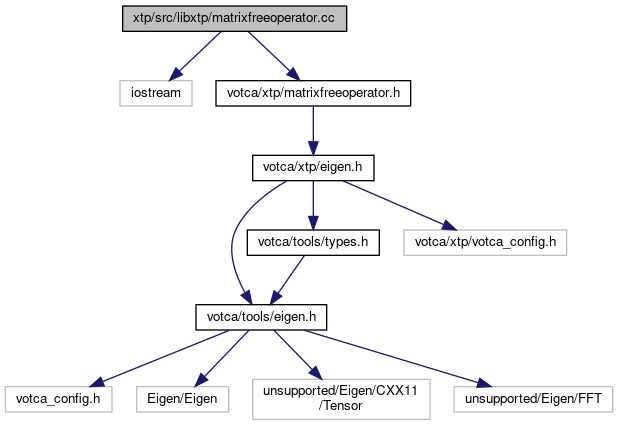 xtp/src/libxtp/matrixfreeoperator.cc
iostream
votca/xtp/matrixfreeoperator.h
votca/xtp/eigen.h
votca/tools/types.h
votca/xtp/votca_config.h
votca/tools/eigen.h
votca_config.h
Eigen/Eigen
unsupported/Eigen/CXX11
/Tensor
unsupported/Eigen/FFT